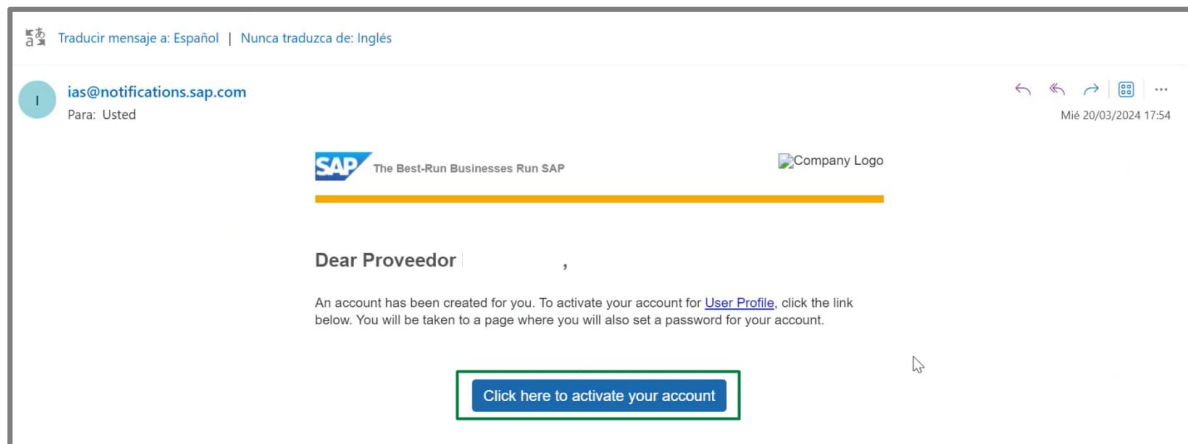 Traducir mensaje a: Español | Nunca traduzca de: Inglés
I
ias@notifications.sap.com
Para: Usted
Mié 20/03/2024 17:54
SAP The Best-Run Businesses Run SAP
Company Logo
Dear Proveedor ,
An account has been created for you. To activate your account for User Profile, click the link
below. You will be taken to a page where you will also set a password for your account.
Click here to activate your account